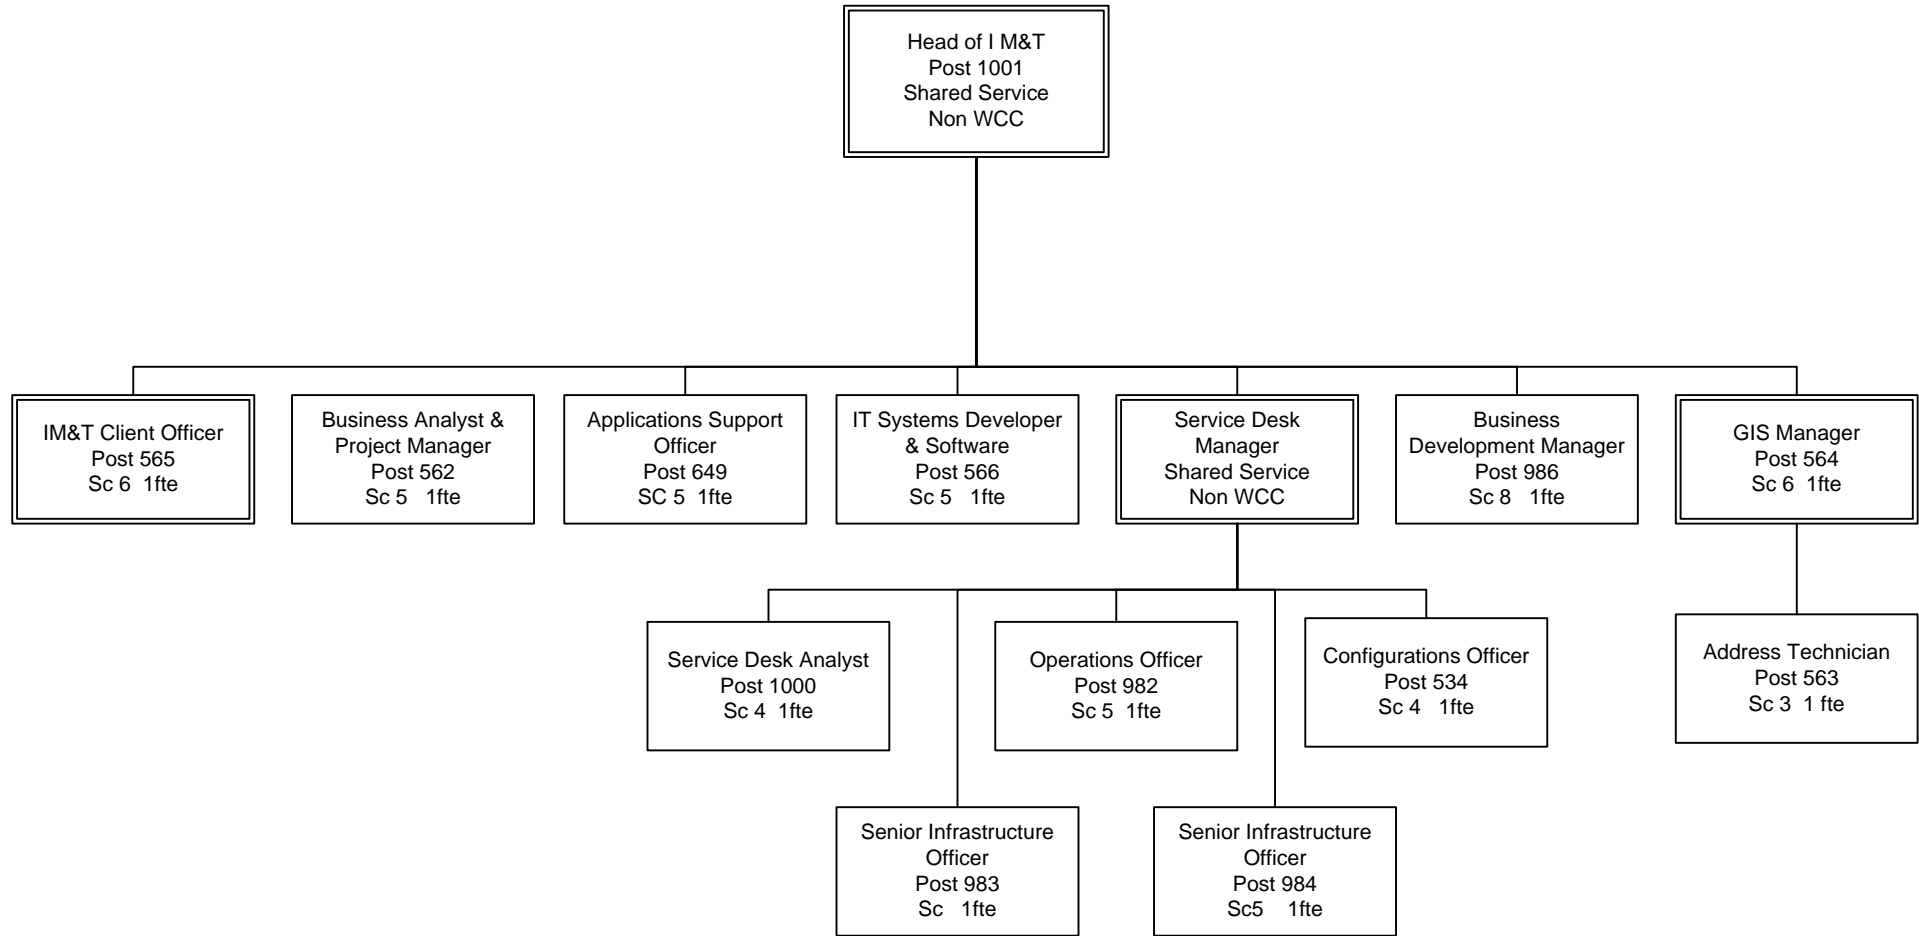 Head of I M&T
Post 1001
Shared Service
Non WCC
IM&T Client Officer
Post 565
Sc 6 1fte
Business Analyst &
Project Manager
Post 562
Sc 5 1fte
Applications Support
Officer
Post 649
SC 5 1fte
IT Systems Developer
& Software
Post 566
Sc 5 1fte
Service Desk
Manager
Shared Service
Non WCC
Business
Development Manager
Post 986
Sc 8 1fte
GIS Manager
Post 564
Sc 6 1fte
Service Desk Analyst
Post 1000
Sc 4 1fte
Operations Officer
Post 982
Sc 5 1fte
Configurations Officer
Post 534
Sc 4 1fte
Address Technician
Post 563
Sc 3 1 fte
Senior Infrastructure
Officer
Post 983
Sc 1fte
Senior Infrastructure
Officer
Post 984
Sc5 1fte